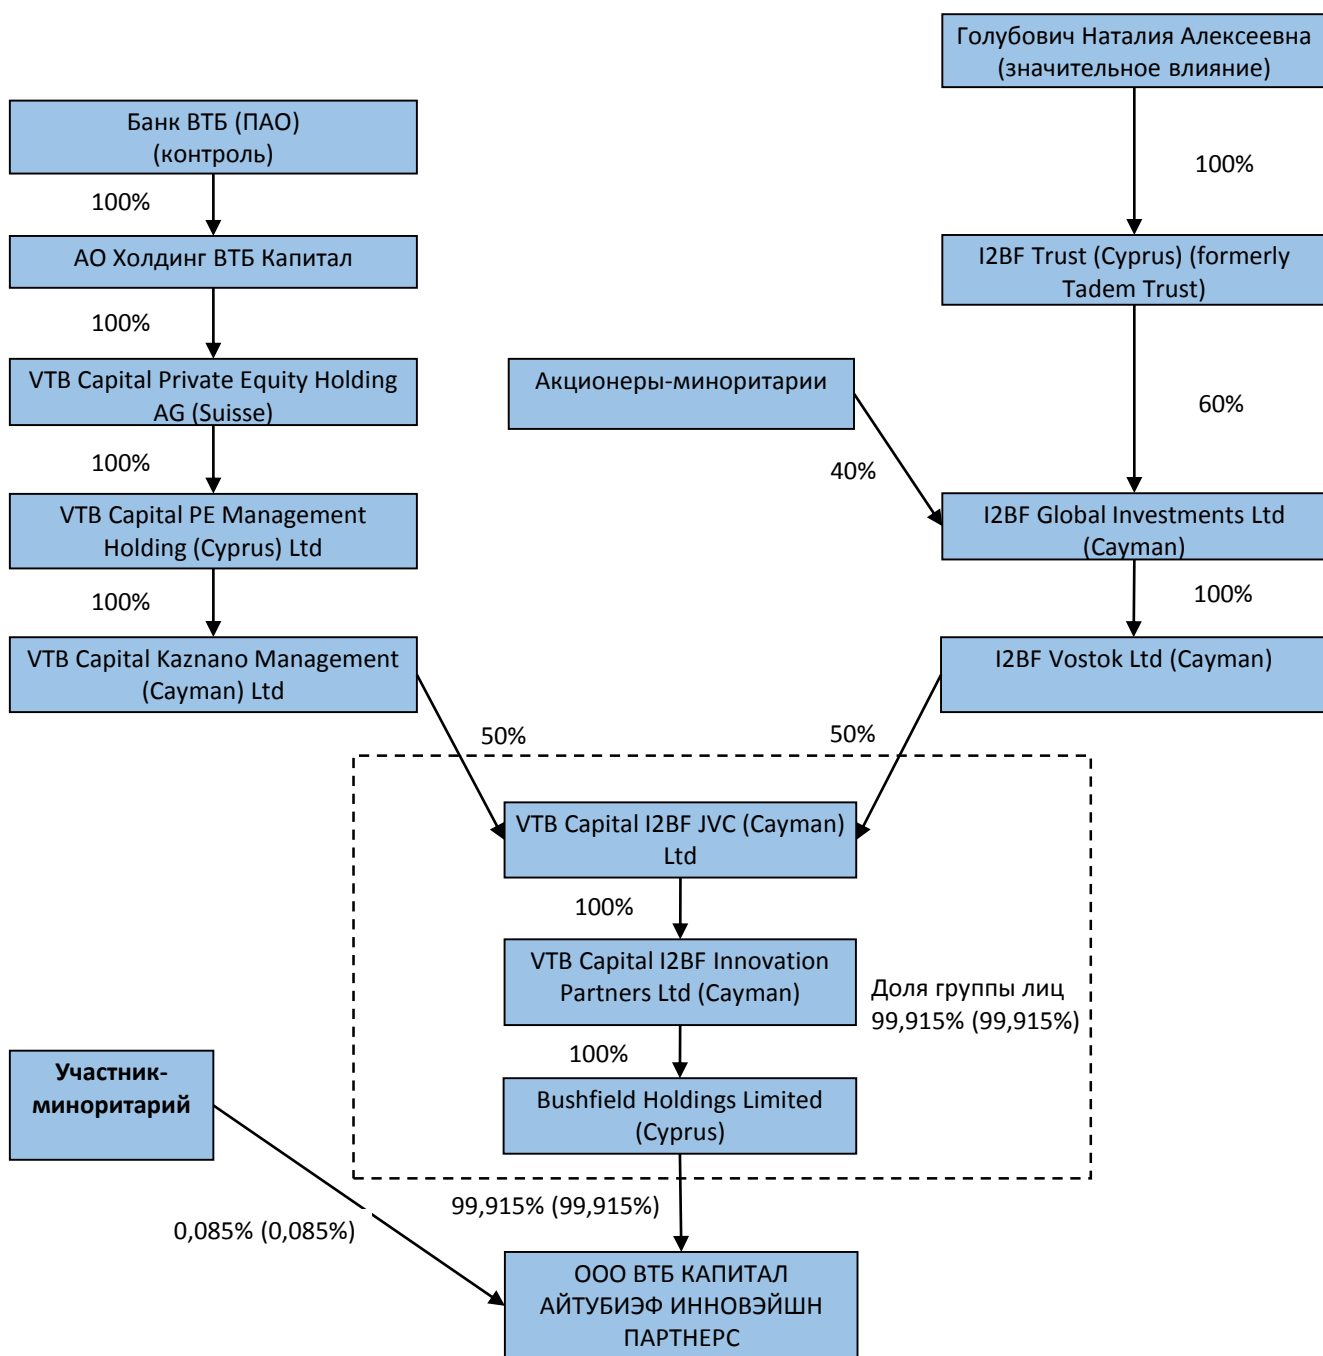 Голубович Наталия Алексеевна
(значительное влияние)
Банк ВТБ (ПАО)
(контроль)
100%
100%
АО Холдинг ВТБ Капитал
I2BF Trust (Cyprus) (formerly
Tadem Trust)
100%
VTB Capital Private Equity Holding
AG (Suisse)
Акционеры-миноритарии
60%
100%
40%
VTB Capital PE Management
Holding (Cyprus) Ltd
I2BF Global Investments Ltd
(Cayman)
100%
100%
VTB Capital Kaznano Management
(Cayman) Ltd
I2BF Vostok Ltd (Cayman)
50%
50%
VTB Capital I2BF JVC (Cayman)
Ltd
100%
VTB Capital I2BF Innovation
Partners Ltd (Cayman)
Доля группы лиц
99,915% (99,915%)
100%
Участник-
миноритарий
Bushfield Holdings Limited
(Cyprus)
99,915% (99,915%)
0,085% (0,085%)
ООО ВТБ КАПИТАЛ
АЙТУБИЭФ ИННОВЭЙШН
ПАРТНЕРС